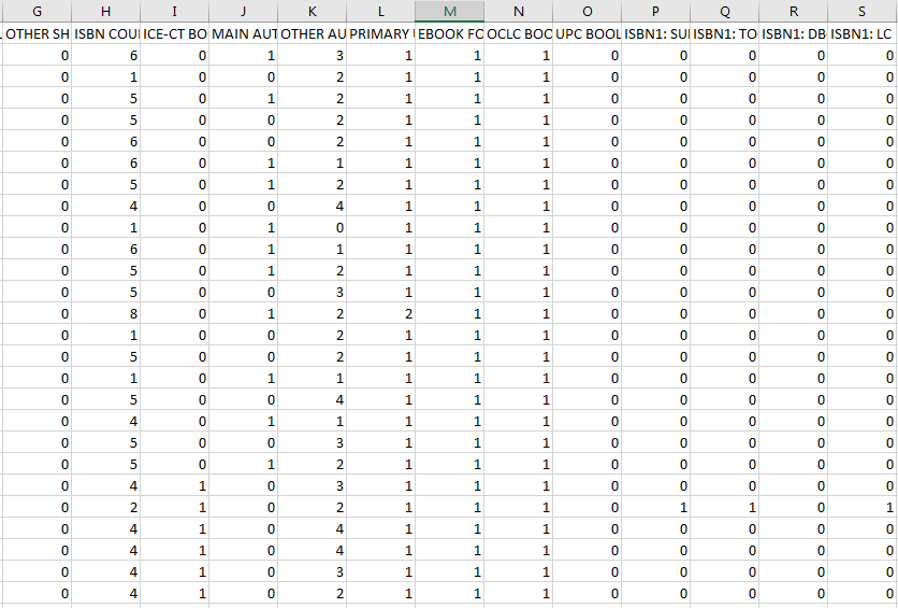 G H I J K L M N O P Q R S
OTHER SH ISBN COU ICE-CT BO MAIN AUT OTHER AU PRIMARY EBOOK FO OCLC BOO UPC BOOL ISBN1: SU ISBN1: TO ISBN1: DB ISBN1: LC
0 6 0 1 3 1 1 1 0 0 0 0 0
0 1 0 0 2 1 1 1 0 0 0 0 0
0 5 0 1 2 1 1 1 0 0 0 0 0
0 5 0 0 2 1 1 1 0 0 0 0 0
0 6 0 0 2 1 1 1 0 0 0 0 0
0 6 0 1 1 1 1 1 0 0 0 0 0
0 5 0 1 2 1 1 1 0 0 0 0 0
0 4 0 0 4 1 1 1 0 0 0 0 0
0 1 0 1 0 1 1 1 0 0 0 0 0
0 6 0 1 1 1 1 1 0 0 0 0 0
0 5 0 1 2 1 1 1 0 0 0 0 0
0 5 0 0 3 1 1 1 0 0 0 0 0
0 8 0 1 2 2 1 1 0 0 0 0 0
0 1 0 0 2 1 1 1 0 0 0 0 0
0 5 0 0 2 1 1 1 0 0 0 0 0
0 1 0 1 1 1 1 1 0 0 0 0 0
0 5 0 0 4 1 1 1 0 0 0 0 0
0 4 0 1 1 1 1 1 0 0 0 0 0
0 5 0 0 3 1 1 1 0 0 0 0 0
0 5 0 1 2 1 1 1 0 0 0 0 0
0 4 1 0 3 1 1 1 0 0 0 0 0
0 2 1 0 2 1 1 1 0 1 1 0 1
0 4 1 0 4 1 1 1 0 0 0 0 0
0 4 1 0 4 1 1 1 0 0 0 0 0
0 4 1 0 3 1 1 1 0 0 0 0 0
0 4 1 0 2 1 1 1 0 0 0 0 0